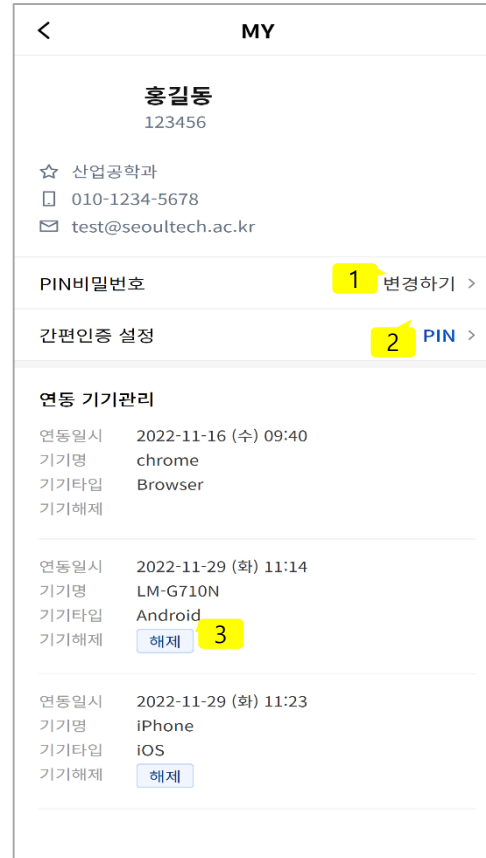 MY
홍길동
123456
산업공학과
010-1234-5678
test@seoultech.ac.kr
PIN비밀번호 1 변경하기 >
간편인증 설정 2 PIN >
연동 기기관리
연동일시 2022-11-16 (수) 09:40
기기명 chrome
기기타입 Browser
기기해제
연동일시 2022-11-29 (화) 11:14
기기명 LM-G710N
기기타입 Android
기기해제 해제 3
연동일시 2022-11-29 (화) 11:23
기기명 iPhone
기기타입 iOS
기기해제 해제